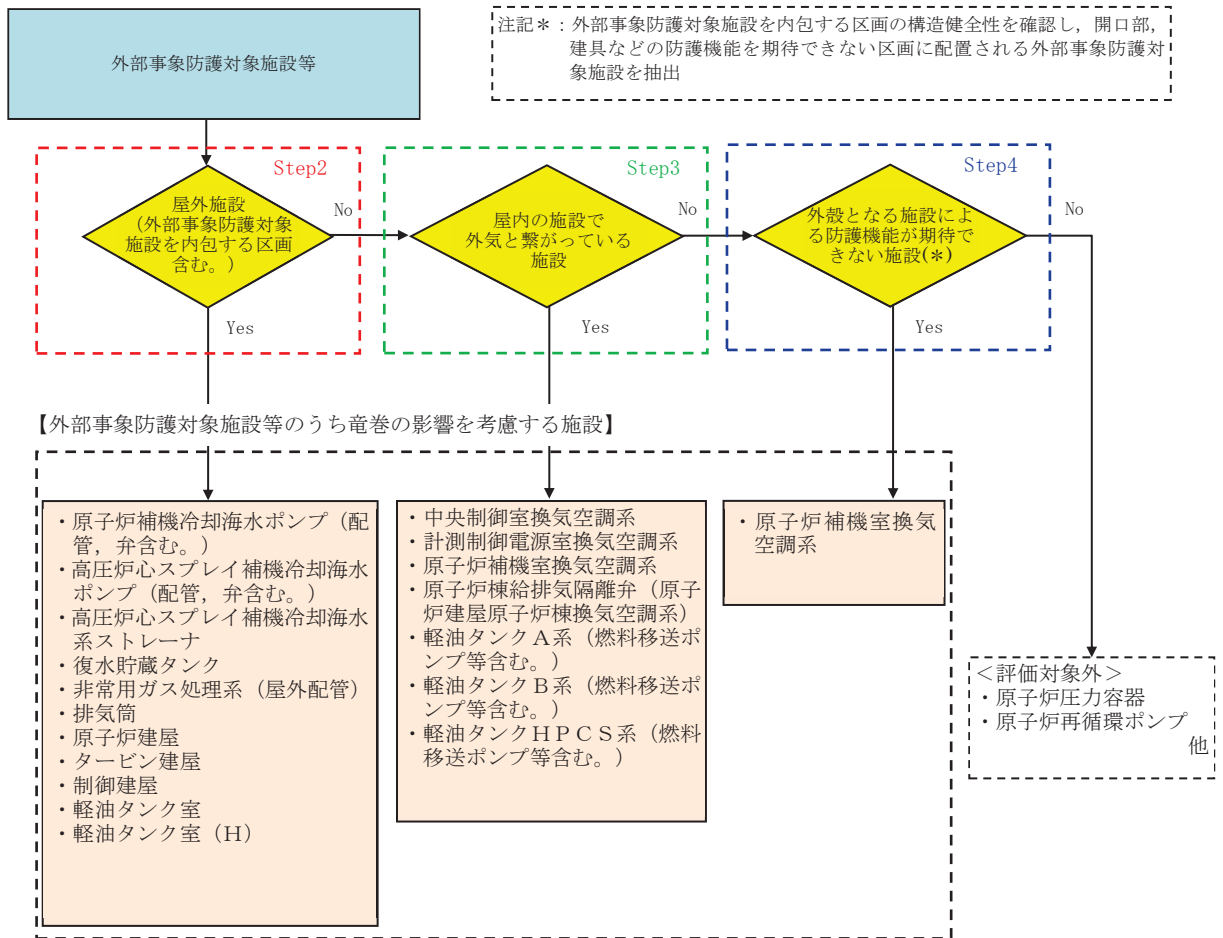 外部事象防護対象施設等
注記＊：外部事象防護対象施設を内包する区画の構造健全性を確認し，開口部，
建具などの防護機能を期待できない区画に配置される外部事象防護対
象施設を抽出
Step2
屋外施設
（外部事象防護対象
施設を内包する区画
含む。）
No
Yes
Step3
屋内の施設で
外気と繋がっている
施設
No
Yes
Step4
外殻となる施設によ
る防護機能が期待で
きない施設(＊)
No
Yes
【外部事象防護対象施設等のうち竜巻の影響を考慮する施設】
・原子炉補機冷却海水ポンプ（配
管，弁含む。）
・高圧炉心スプレイ補機冷却海水
ポンプ（配管，弁含む。）
・高圧炉心スプレイ補機冷却海水
系ストレーナ
・復水貯蔵タンク
・非常用ガス処理系（屋外配管）
・排気筒
・原子炉建屋
・タービン建屋
・制御建屋
・軽油タンク室
・軽油タンク室（Ｈ）
・中央制御室換気空調系
・計測制御電源室換気空調系
・原子炉補機室換気空調系
・原子炉棟給排気隔離弁（原子
炉建屋原子炉棟換気空調系）
・軽油タンクＡ系（燃料移送ポ
ンプ等含む。）
・軽油タンクＢ系（燃料移送ポ
ンプ等含む。）
・軽油タンクＨＰＣＳ系（燃料
移送ポンプ等含む。）
・原子炉補機室換気
空調系
＜評価対象外＞
・原子炉圧力容器
・原子炉再循環ポンプ
他